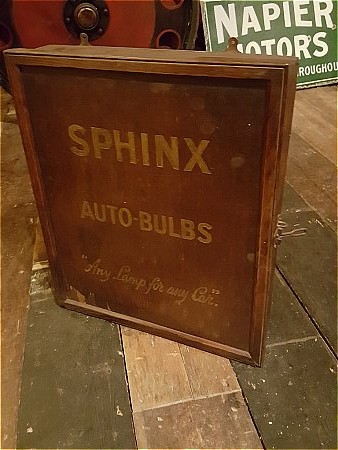 NAPIER
MOTORS
SPHINX
AUTO-BULBS
"Any Lamp for any Car".